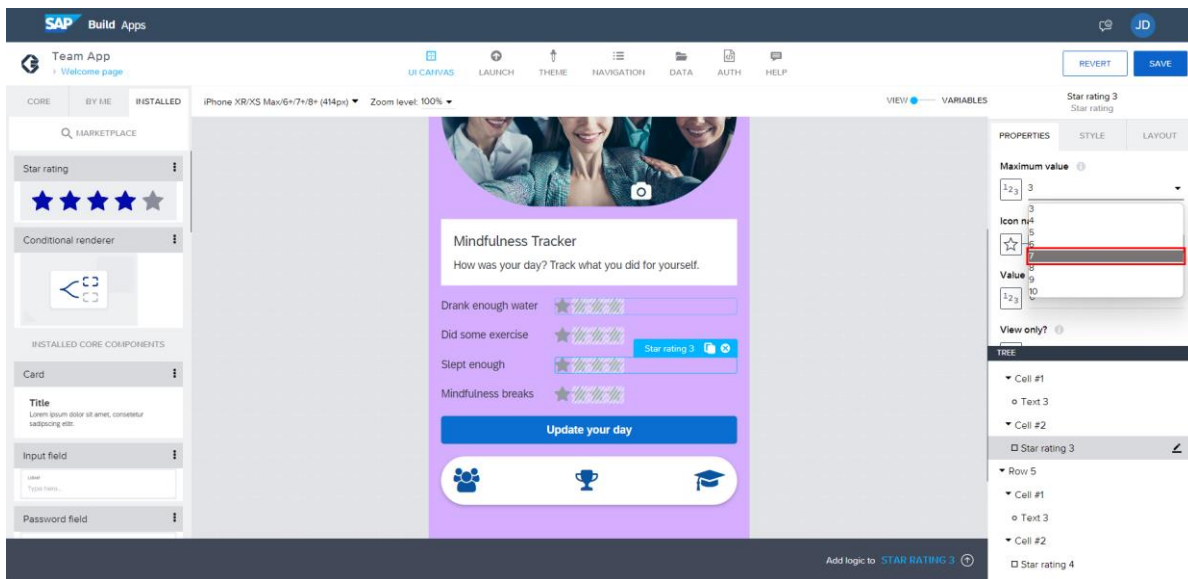 SAP Build Apps
JD
Team App
Welcome page
UI CANVAS LAUNCH THEME NAVIGATION DATA AUTH HELP
REVERT SAVE
CORE BY ME INSTALLED
iPhone XR/XS Max/6+/7+/8+ (414px) Zoom level: 100%
VIEW VARIABLES
Star rating 3
Star rating
MARKETPLACE
Star rating
Conditional renderer
INSTALLED CORE COMPONENTS
Card
Title
Lorem ipsum dolor sit amet, consetetur
sadipscing elitr.
Input field
Label
Type here...
Password field
Mindfulness Tracker
How was your day? Track what you did for yourself.
Drank enough water
Did some exercise
Star rating 3
Slept enough
Mindfulness breaks
Update your day
Add logic to STAR RATING 3
PROPERTIES STYLE LAYOUT
Maximum value
123 3
3
4
5
6
7
8
9
10
Icon n
Value
123
View only?
TREE
Cell #1
Text 3
Cell #2
Star rating 3
Row 5
Cell #1
Text 3
Cell #2
Star rating 4